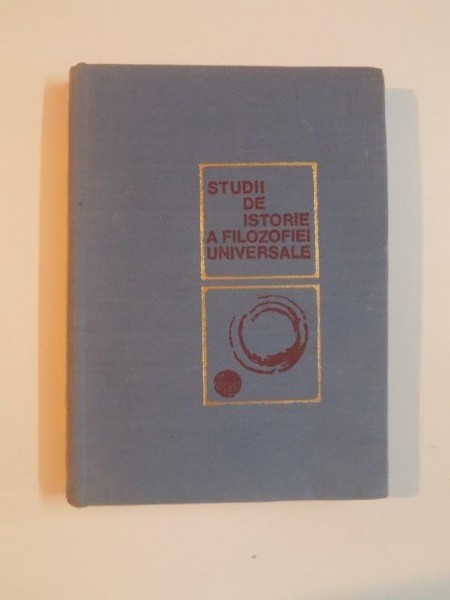 STUDII
DE
ISTORIE
A FILOZOFIEI
UNIVERSALE